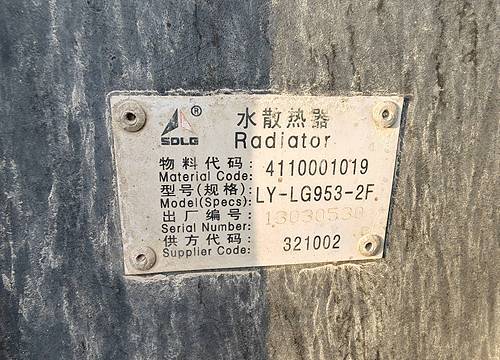 水散热器
SDLG®
Radiator
物料代码: 4110001019
Material Code:
型号(规格): LY-LG953-2F
Model(Specs):
出厂编号: 13030530
Serial Number:
供方代码: 321002
Supplier Code: